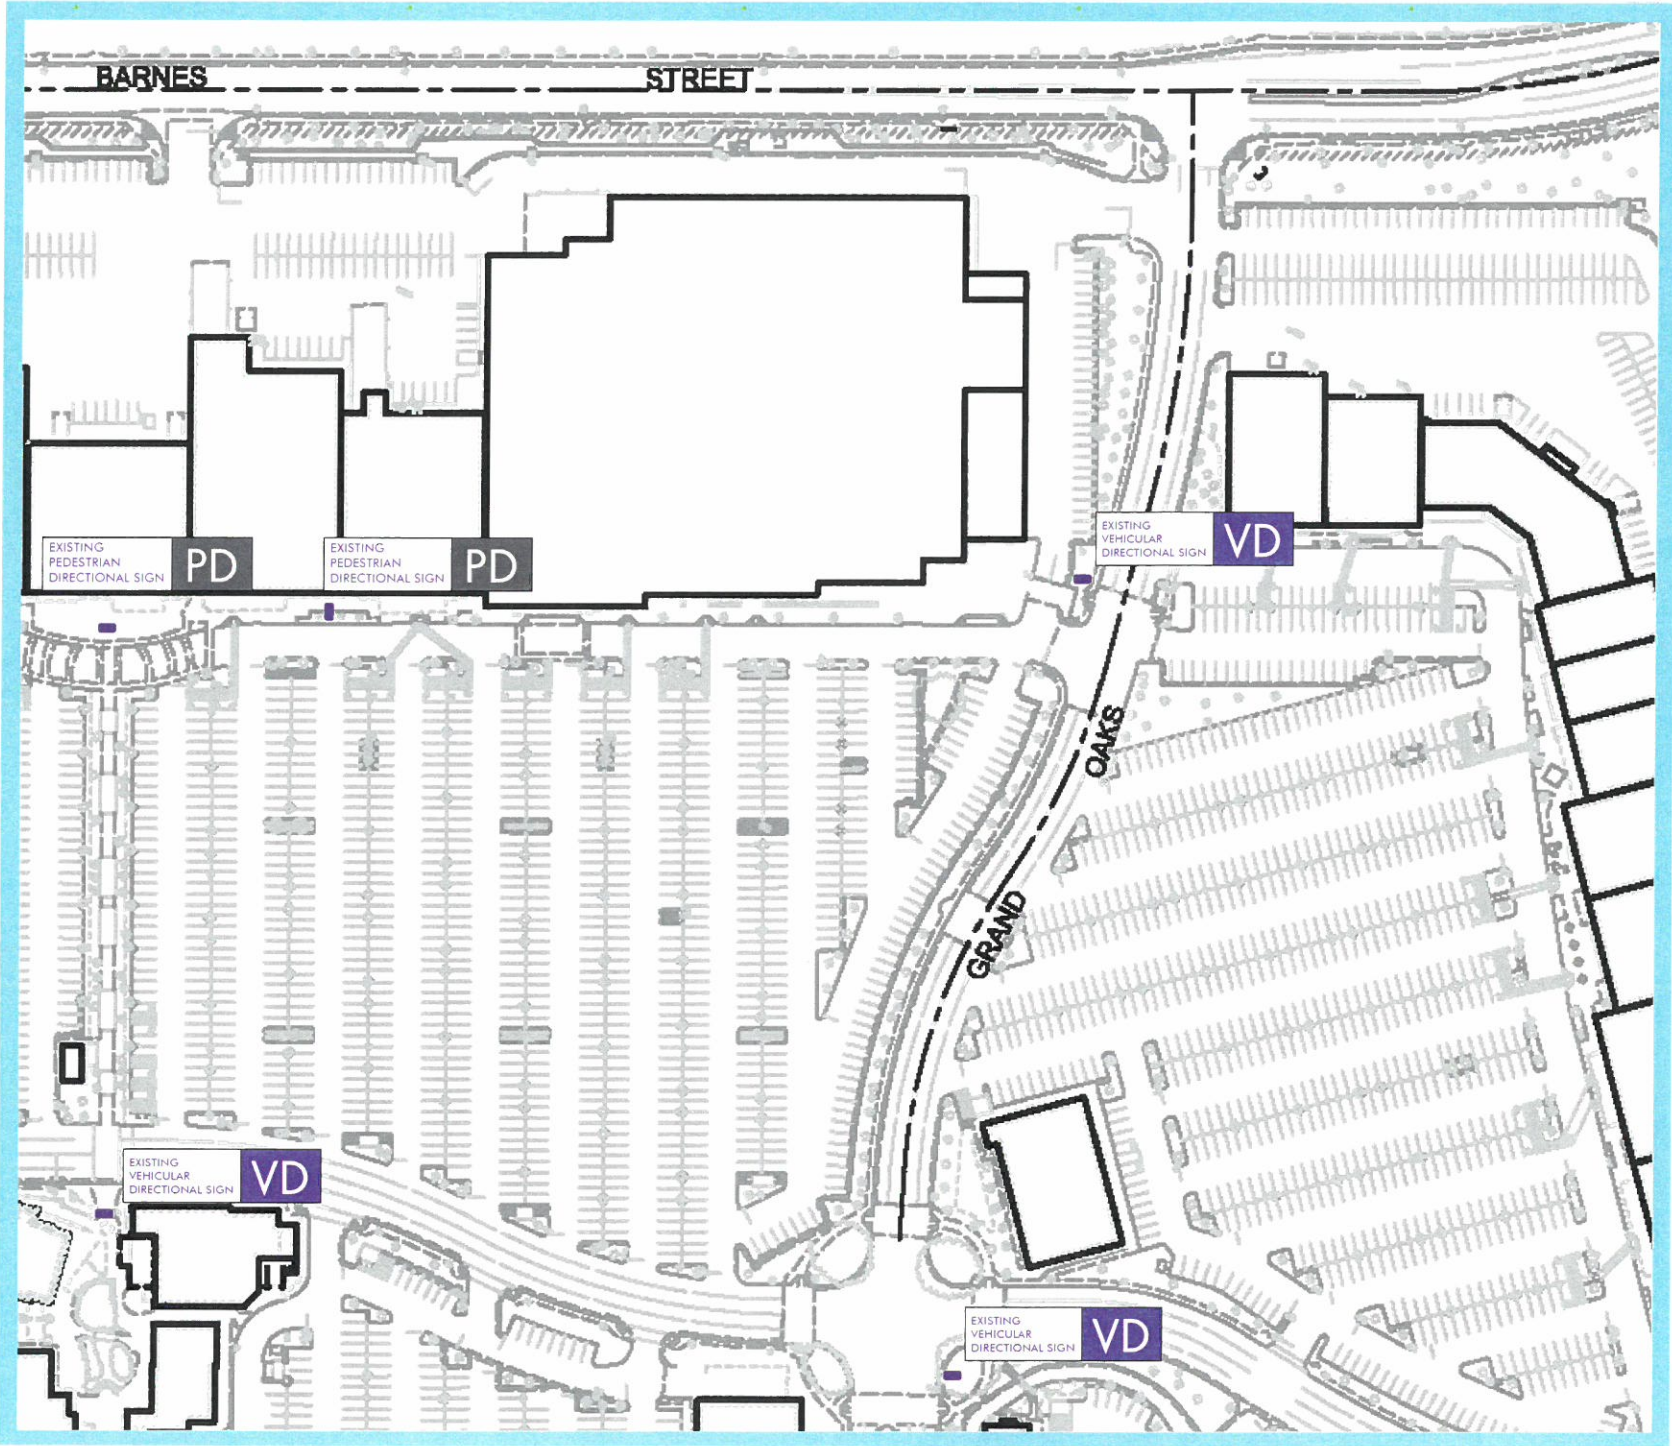 BARNES STREET
EXISTING
VEHICULAR
DIRECTIONAL SIGN
VD
EXISTING
PEDESTRIAN
DIRECTIONAL SIGN
PD
EXISTING
PEDESTRIAN
DIRECTIONAL SIGN
PD
GRAND OAKS
EXISTING
VEHICULAR
DIRECTIONAL SIGN
VD
EXISTING
VEHICULAR
DIRECTIONAL SIGN
VD